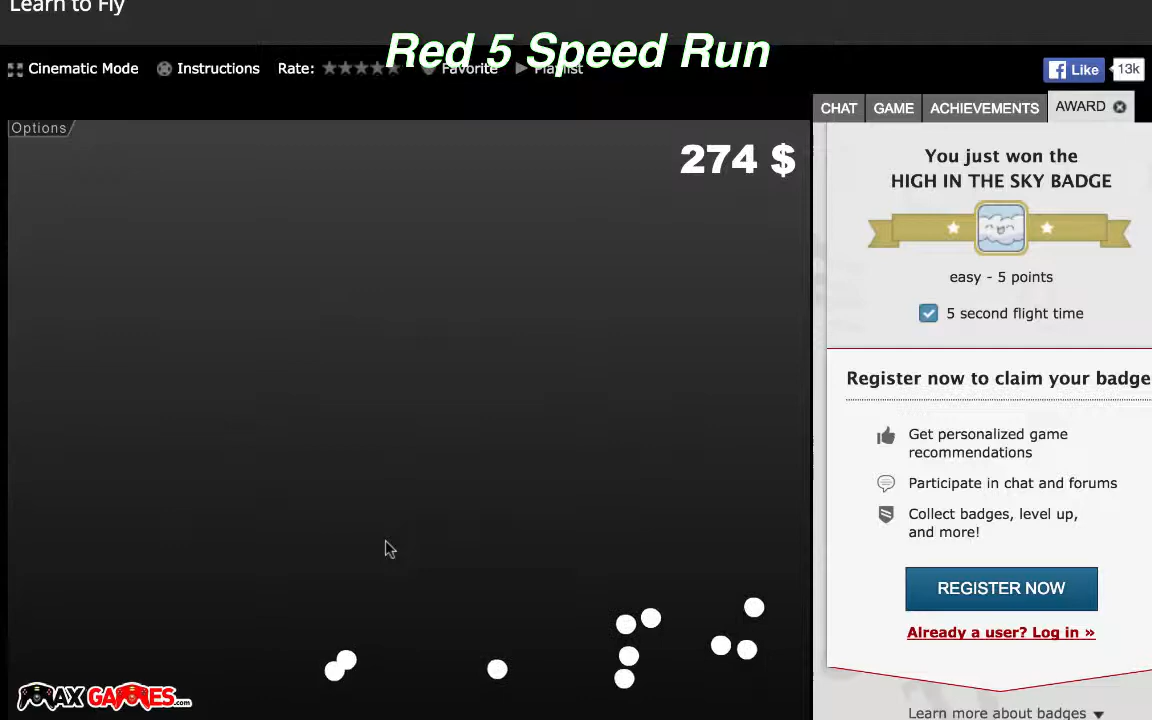 Learn to Fly
Red 5 Speed Run
Cinematic Mode Instructions Rate: Favorite Playlist
Like 13k
CHAT GAME ACHIEVEMENTS AWARD
Options/
274 $
You just won the
HIGH IN THE SKY BADGE
easy - 5 points
5 second flight time
Register now to claim your badge
Get personalized game
recommendations
Participate in chat and forums
Collect badges, level up,
and more!
REGISTER NOW
Already a user? Log in »
Learn more about badges
MAX GAMES.com